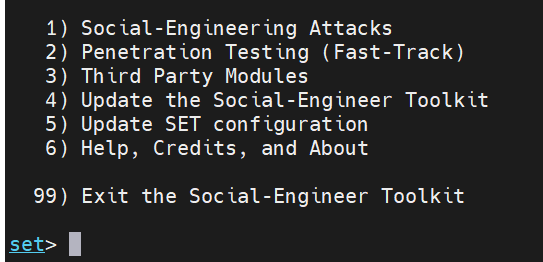 1) Social-Engineering Attacks
2) Penetration Testing (Fast-Track)
3) Third Party Modules
4) Update the Social-Engineer Toolkit
5) Update SET configuration
6) Help, Credits, and About
99) Exit the Social-Engineer Toolkit
set>